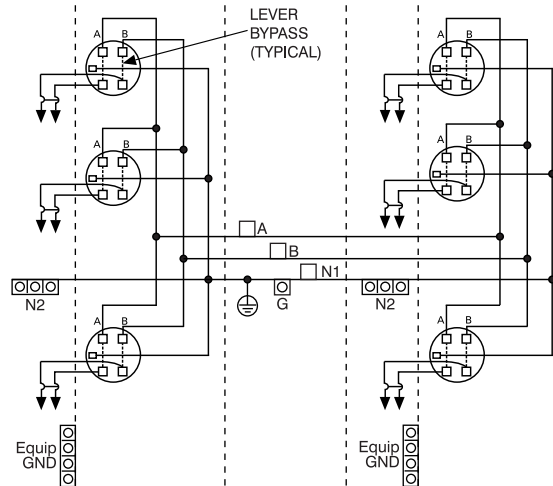 LEVER
BYPASS
(TYPICAL)
A B
A B
A B
A B
A
B
N1
N2
G
N2
A B
A B
Equip
GND
Equip
GND